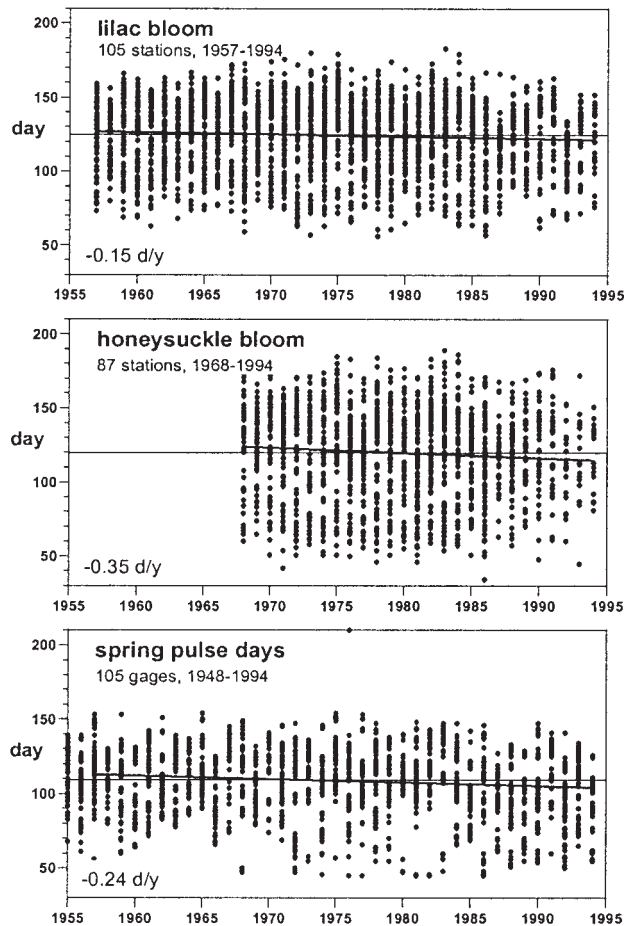 200
150
day
100
50
lilac bloom
105 stations, 1957-1994
-0.15 d/y
1955 1960 1965 1970 1975 1980 1985 1990 1995
200
150
day
100
50
honeysuckle bloom
87 stations, 1968-1994
-0.35 d/y
1955 1960 1965 1970 1975 1980 1985 1990 1995
200
150
day
100
50
spring pulse days
105 gages, 1948-1994
-0.24 d/y
1955 1960 1965 1970 1975 1980 1985 1990 1995